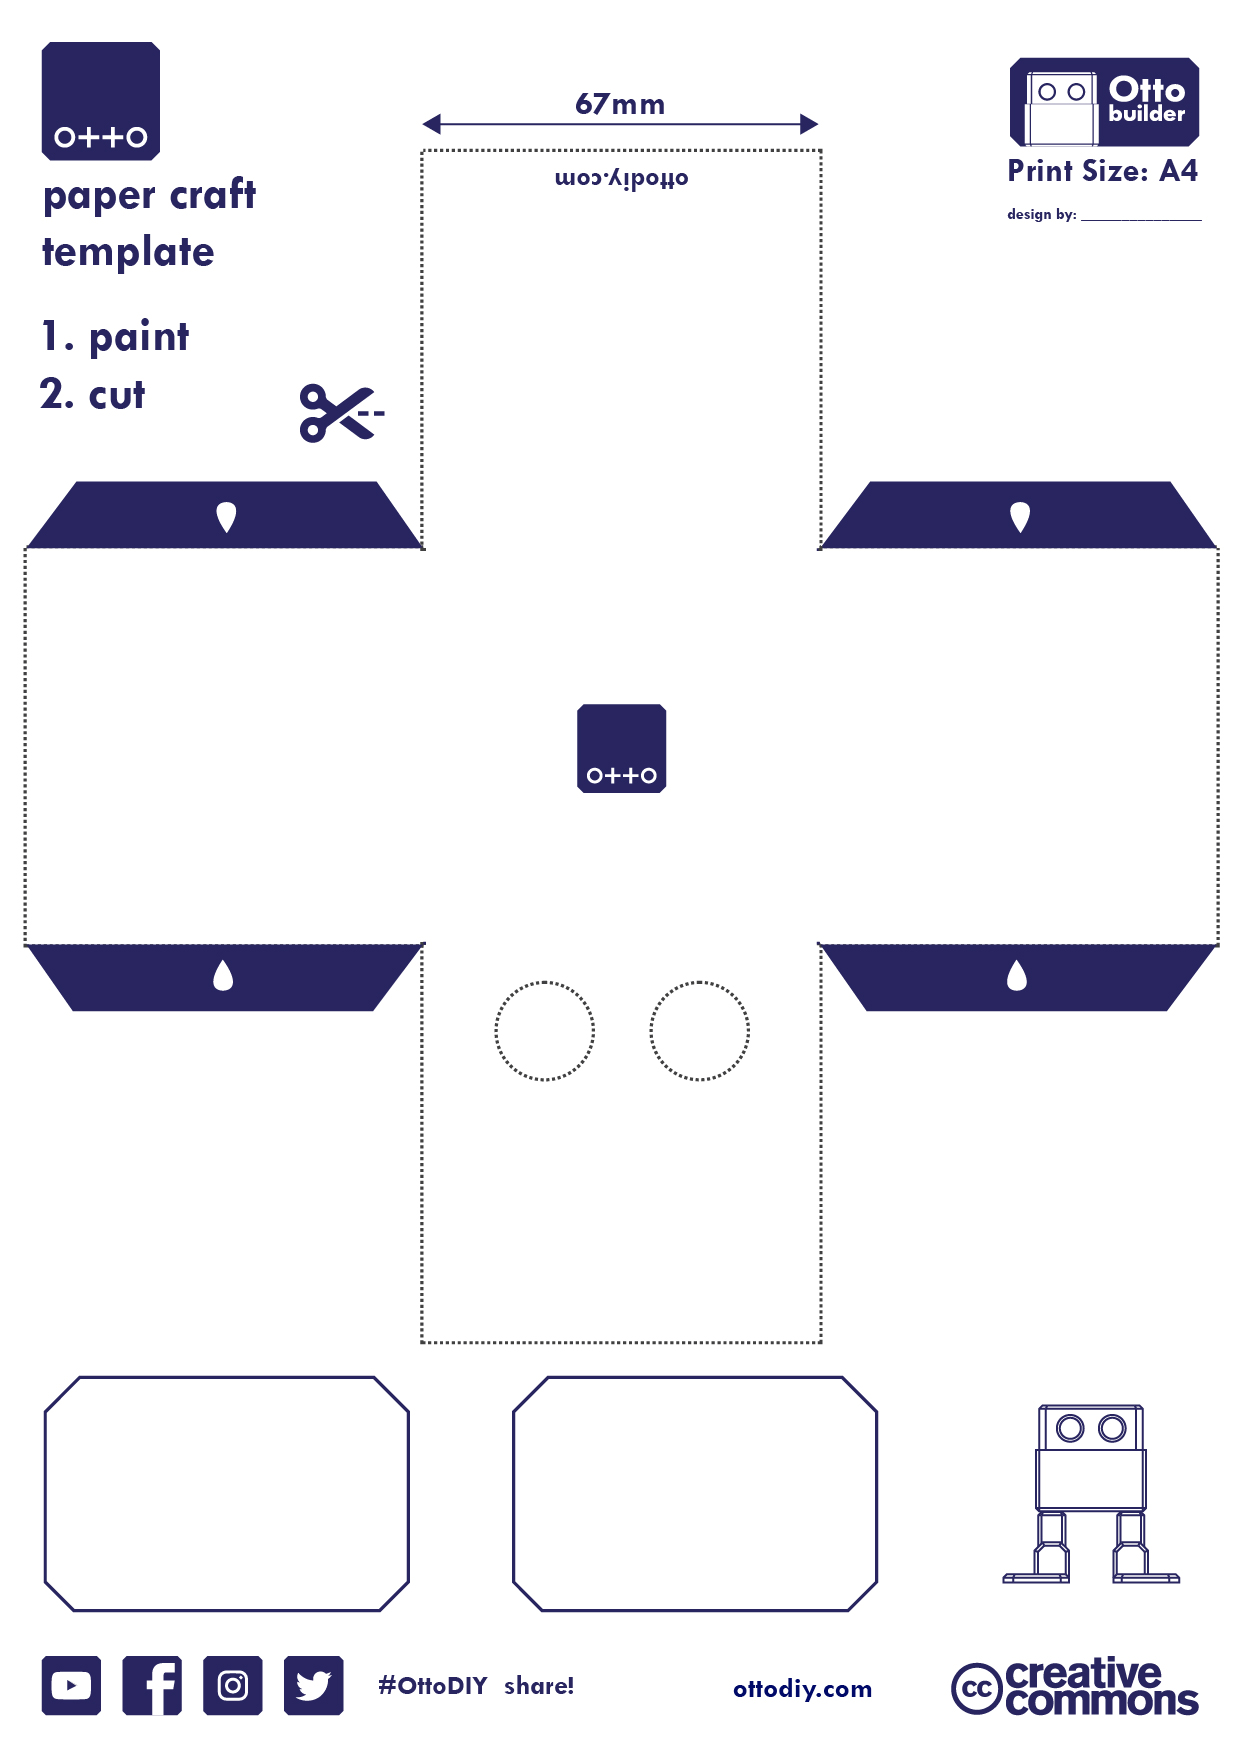 O++O
paper craft
template
1. paint
2. cut
67mm
ottodiy.com
Otto
builder
Print Size: A4
design by: _______________
O++O
#OttoDIY share!
ottodiy.com
cc creative
commons